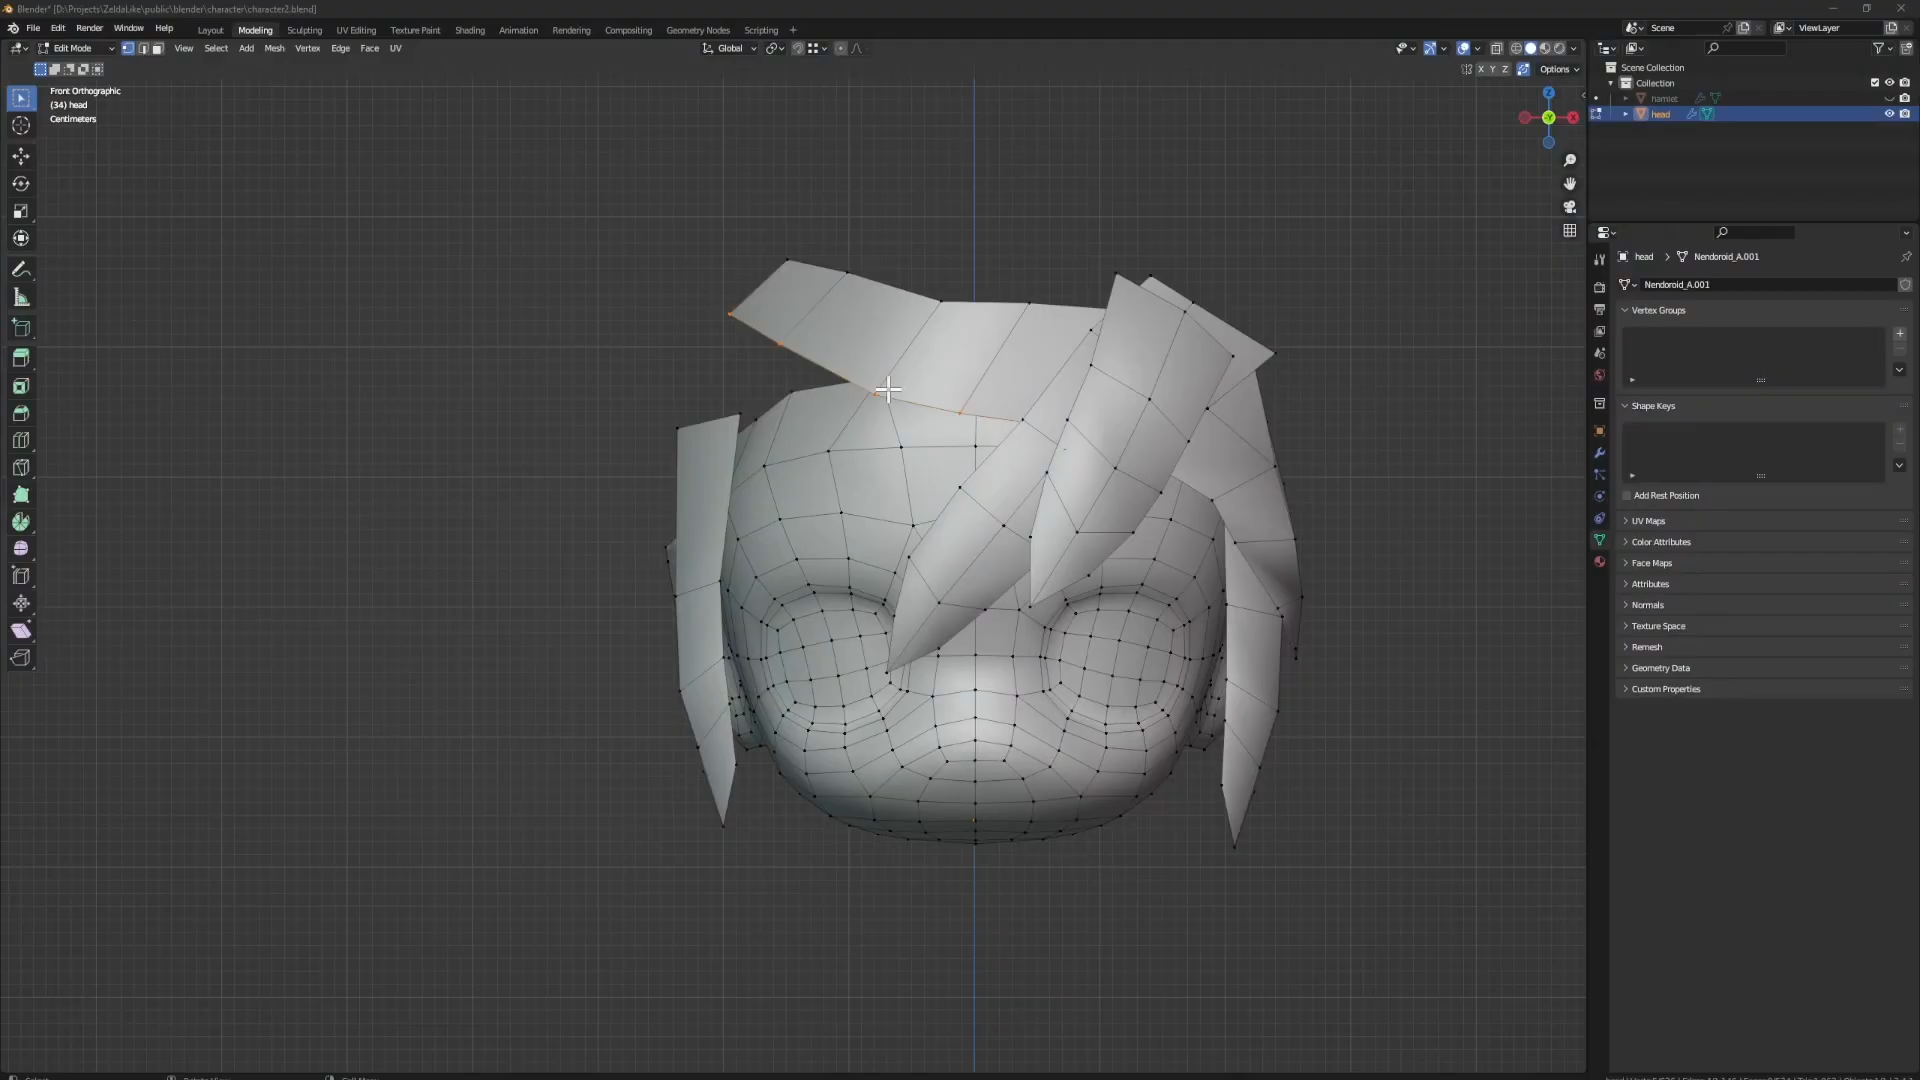 Blender* [D:\Projects\ZeldaLike\public\blender\character\character2.blend]
File Edit Render Window Help
Layout Modeling Sculpting UV Editing Texture Paint Shading Animation Rendering Compositing Geometry Nodes Scripting +
Scene
ViewLayer
Edit Mode
View Select Add Mesh Vertex Edge Face UV
Global
X Y Z
Options
Front Orthographic
(34) head
Centimeters
Z
-Y
X
Scene Collection
Collection
hamlet
head
head > Nendoroid_A.001
Nendoroid_A.001
Vertex Groups
Shape Keys
Add Rest Position
UV Maps
Color Attributes
Face Maps
Attributes
Normals
Texture Space
Remesh
Geometry Data
Custom Properties